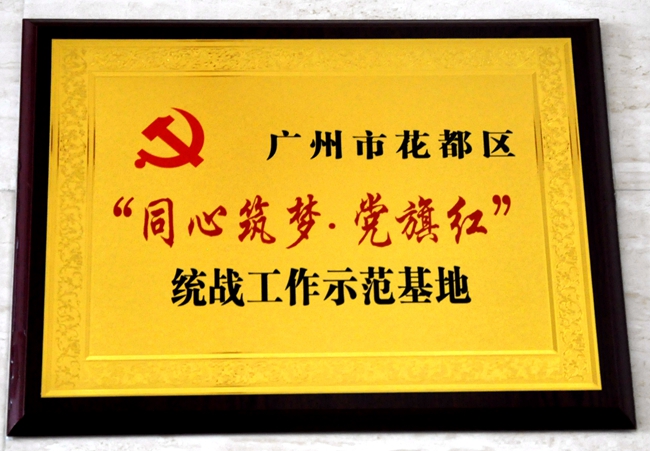 广州市花都区
“同心筑梦·党旗红”
统战工作示范基地